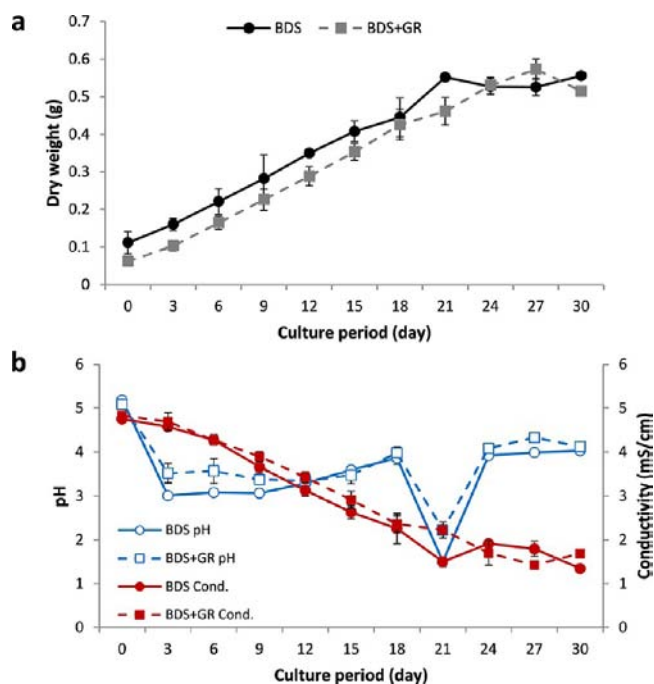 a
BDS
BDS+GR
0.7
0.6
0.5
0.4
0.3
0.2
0.1
0
Dry weight (g)
0 3 6 9 12 15 18 21 24 27 30
Culture period (day)
b
6
5
4
3
2
1
0
pH
6
5
4
3
2
1
0
Conductivity (mS/cm)
BDS pH
BDS+GR pH
BDS Cond.
BDS+GR Cond.
0 3 6 9 12 15 18 21 24 27 30
Culture period (day)